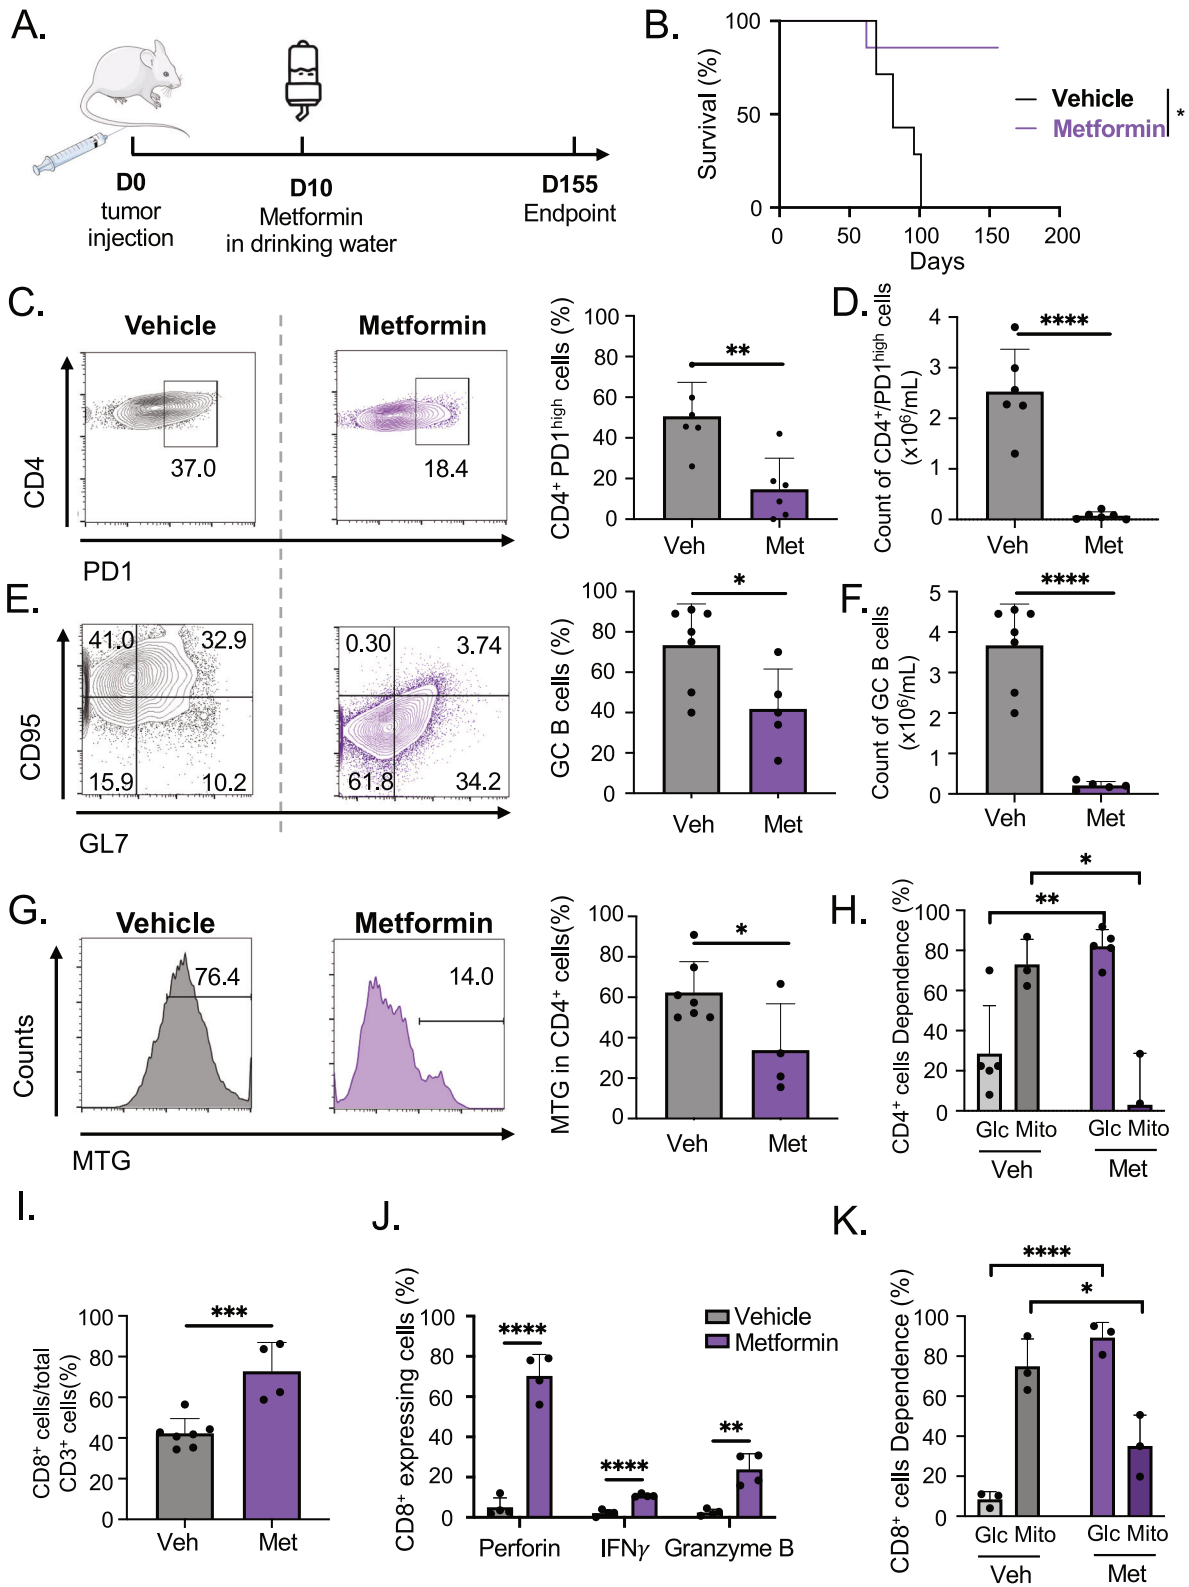 A.
D0
tumor
injection
D10
Metformin
in drinking water
D155
Endpoint
B.
Survival (%)
100
50
0
0 50 100 150 200
Days
Vehicle
Metformin
*
C.
Vehicle
Metformin
CD4
37.0
18.4
PD1
CD4⁺ PD1ʰⁱᵍʰ cells (%)
100
80
60
40
20
0
**
Veh Met
D.
Count of CD4⁺/PD1ʰⁱᵍʰ cells
(x10⁶/mL)
4
3
2
1
0
****
Veh Met
E.
CD95
41.0 32.9
15.9 10.2
0.30 3.74
61.8 34.2
GL7
GC B cells (%)
100
80
60
40
20
0
*
Veh Met
F.
Count of GC B cells
(x10⁶/mL)
5
4
3
2
1
0
****
Veh Met
G.
Vehicle
Metformin
Counts
76.4
14.0
MTG
MTG in CD4⁺ cells(%)
100
80
60
40
20
0
*
Veh Met
H.
CD4⁺ cells Dependence (%)
100
80
60
40
20
0
**
*
Glc Mito Glc Mito
Veh Met
I.
CD8⁺ cells/total
CD3⁺ cells(%)
100
80
60
40
20
0
***
Veh Met
J.
CD8⁺ expressing cells (%)
100
80
60
40
20
0
****
****
**
Vehicle
Metformin
Perforin IFNγ Granzyme B
K.
CD8⁺ cells Dependence (%)
100
80
60
40
20
0
****
*
Glc Mito Glc Mito
Veh Met